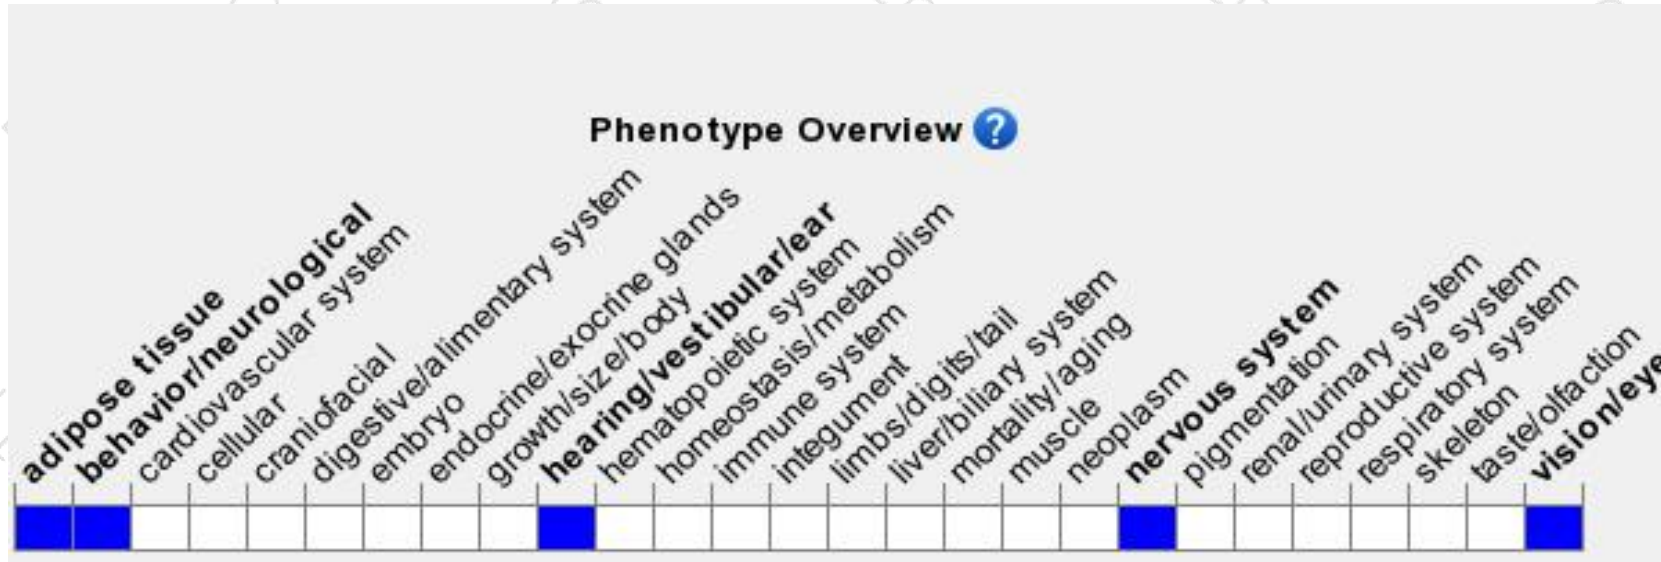 Phenotype Overview ?
adipose tissue
behavior/neurological
cardiovascular system
cellular
craniofacial
digestive/alimentary system
embryo
endocrine/exocrine glands
growth/size/body
hearing/vestibular/ear
hematopoietic system
homeostasis/metabolism
immune system
integument
limbs/digits/tail
liver/biliary system
mortality/aging
muscle
neoplasm
nervous system
pigmentation
renal/urinary system
reproductive system
respiratory system
skeleton
taste/olfaction
vision/eye